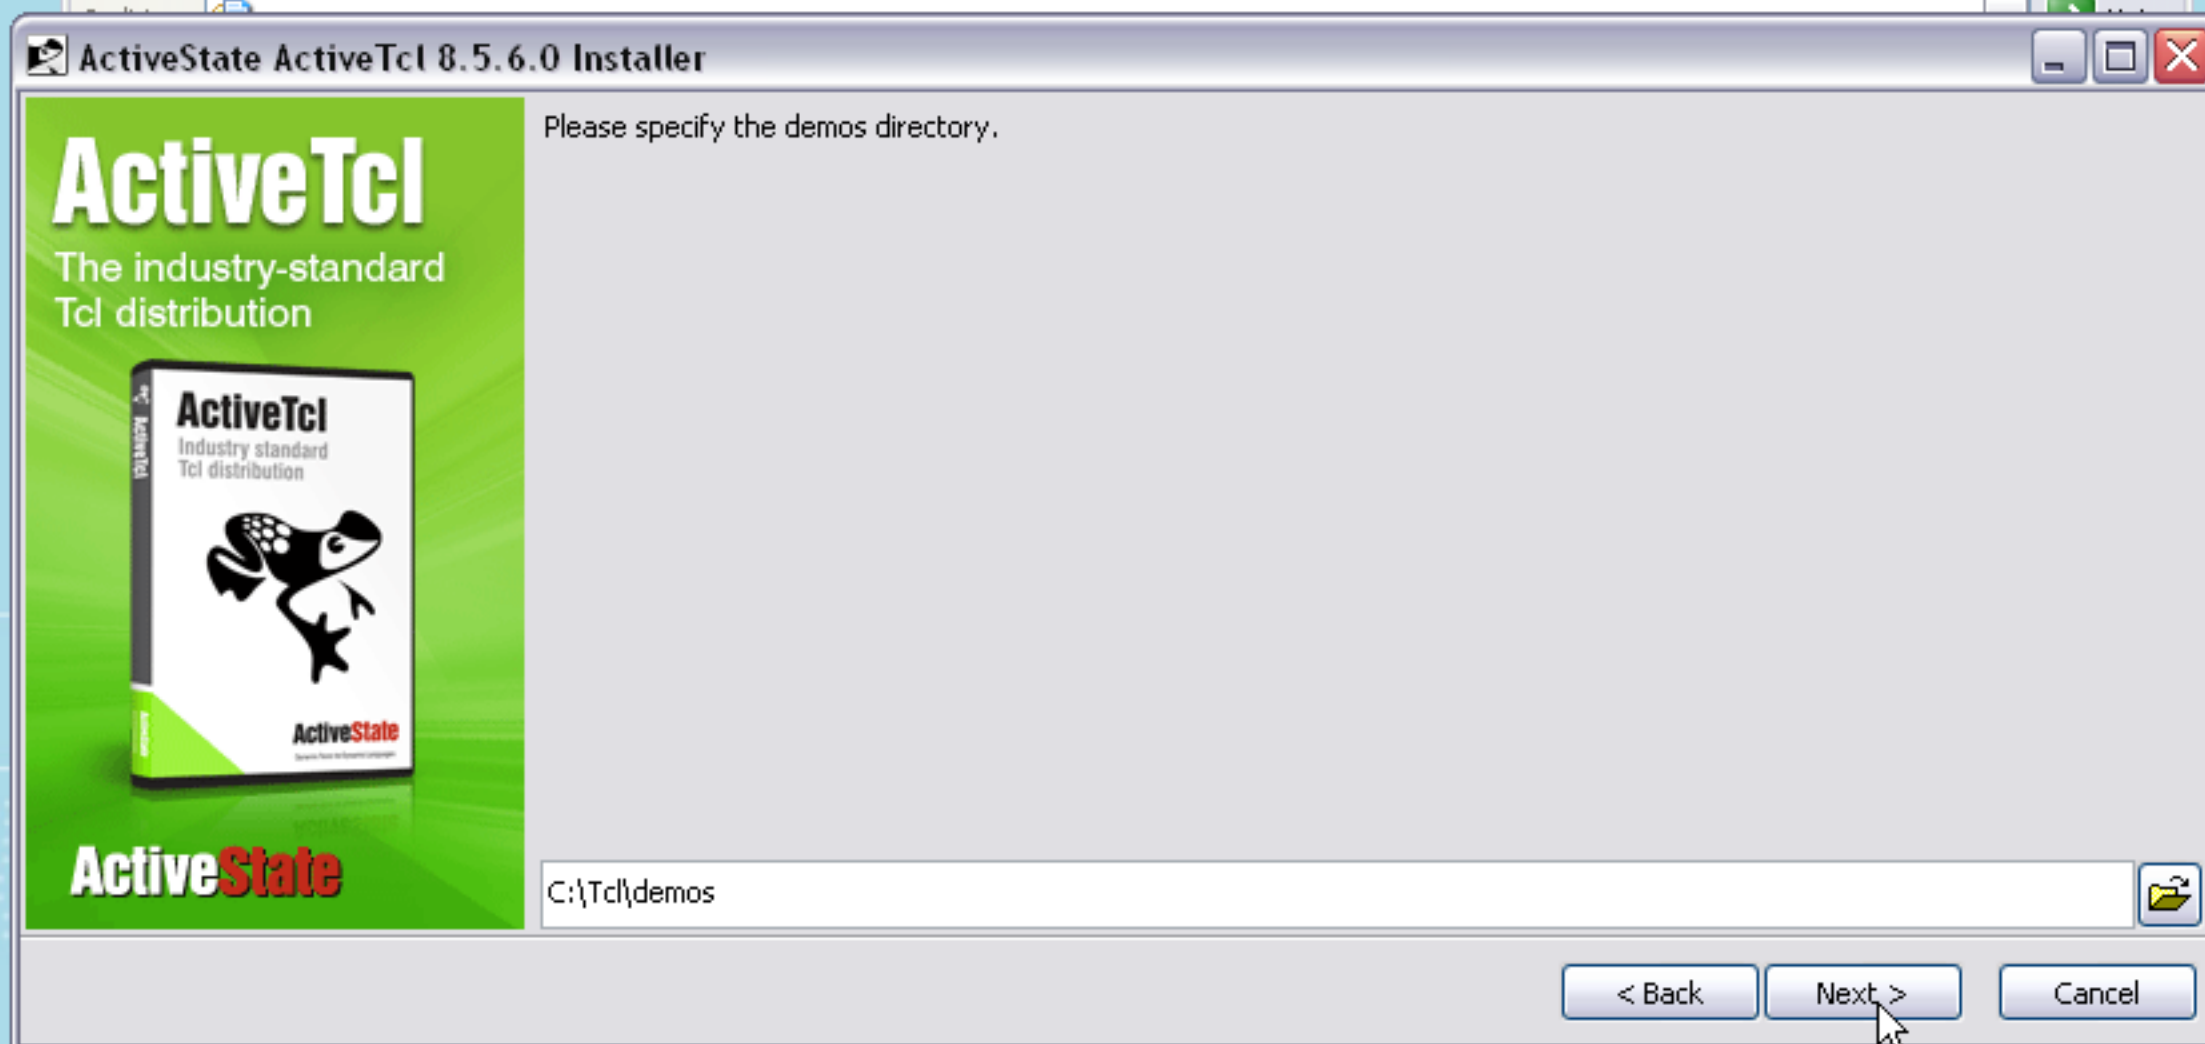 ActiveState ActiveTcl 8.5.6.0 Installer
ActiveTcl
The industry-standard
Tcl distribution
ActiveTcl
ActiveTcl
Industry standard
Tcl distribution
ActiveState
ActiveState
Please specify the demos directory.
C:\Tcl\demos
< Back
Next >
Cancel